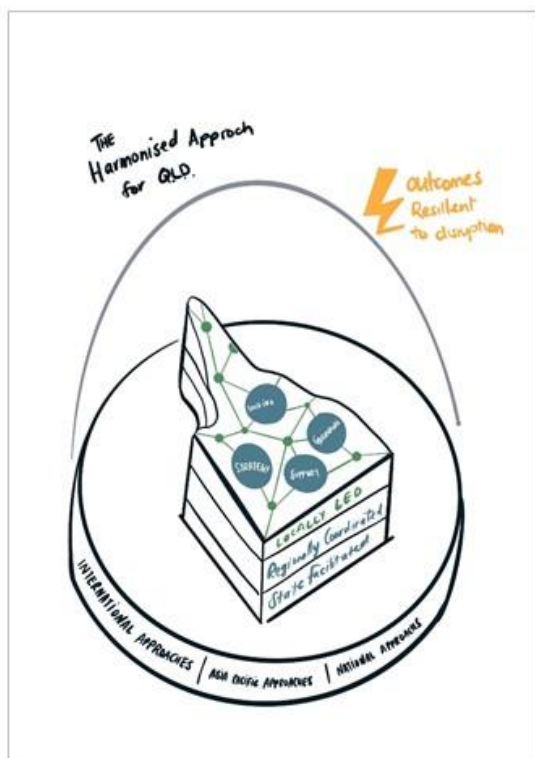 THE
Harmonised Approch
for QLD.
outcomes
Resilient
to disruption
STRATEGY
SUPPORT
LOCALLY LED
Regionally Coordinated
State Facilitated
INTERNATIONAL APPROACHES | ASIA PACIFIC APPROACHES | NATIONAL APPROACHES